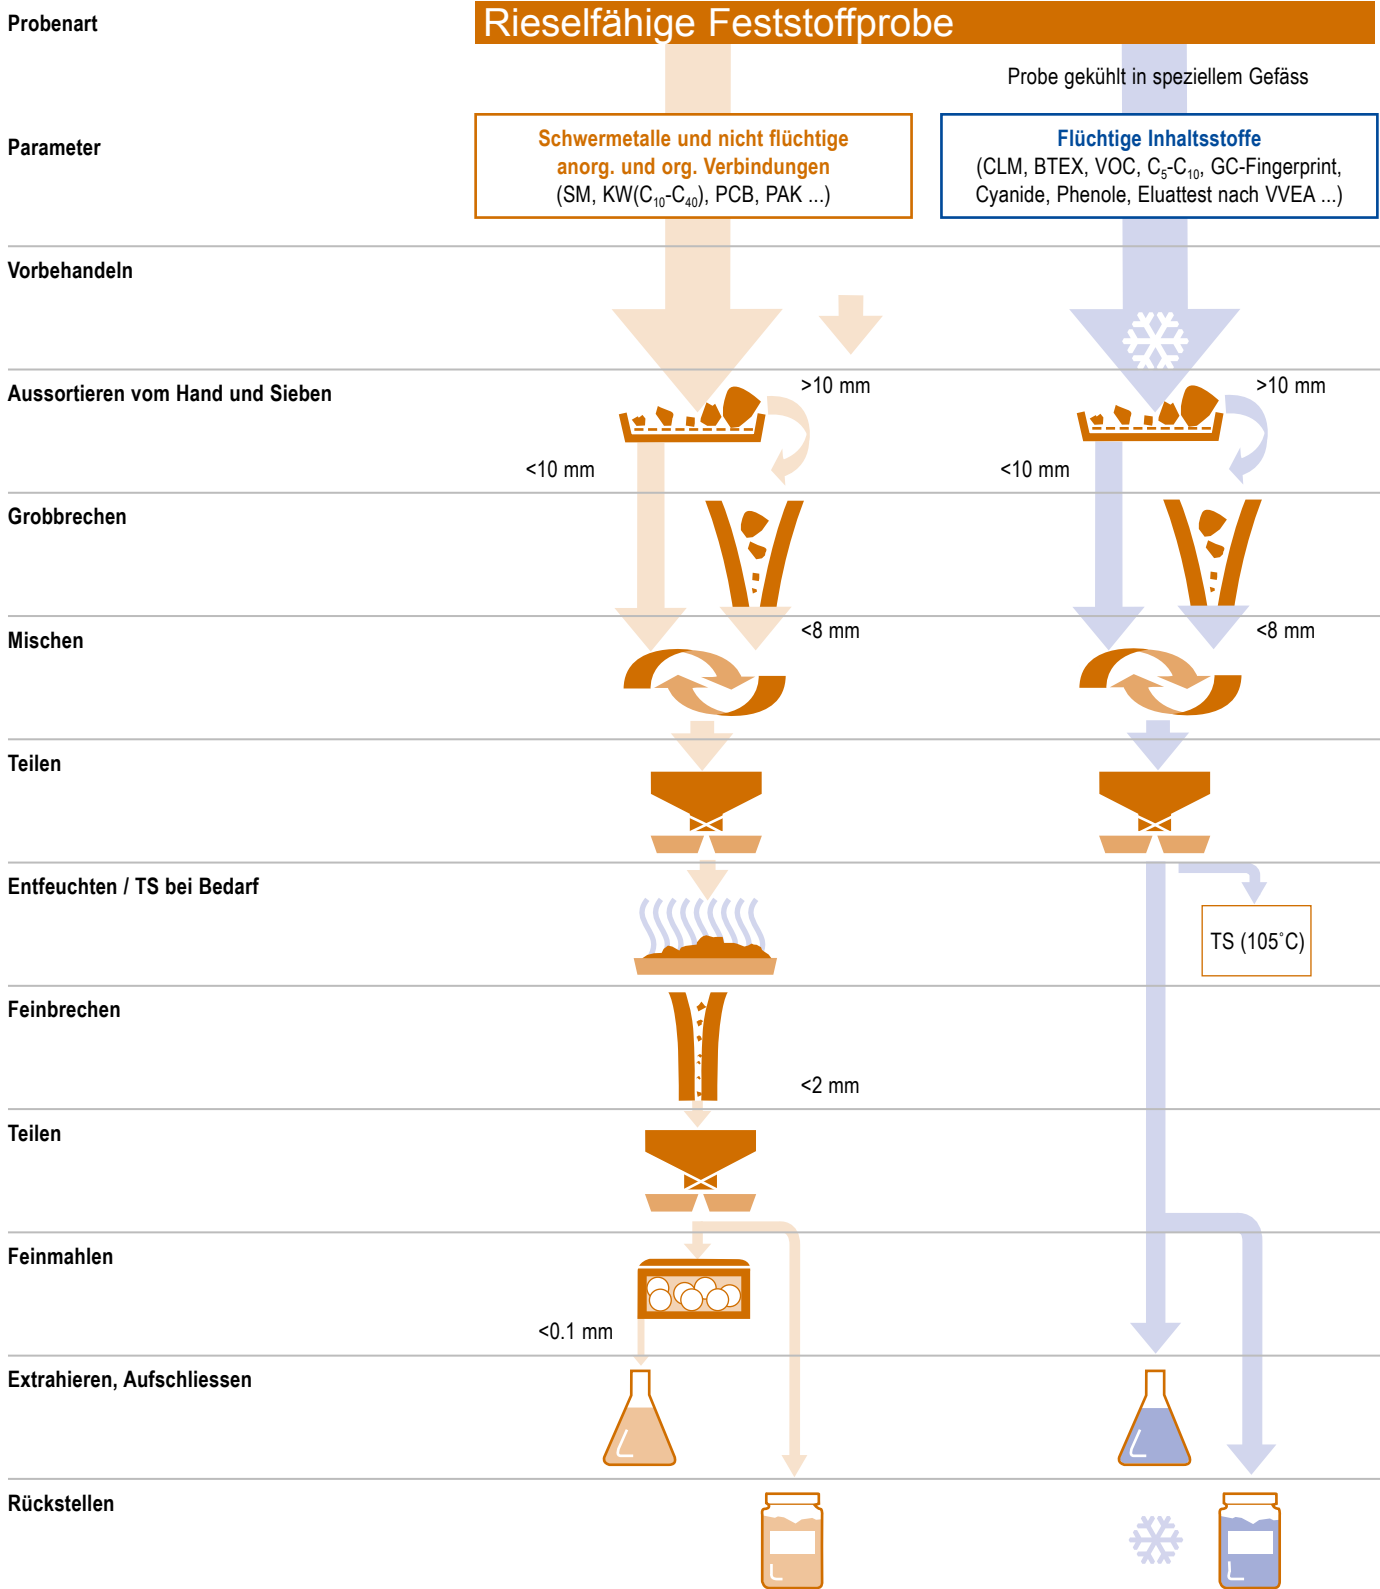 Probenart
Rieselfähige Feststoffprobe
Probe gekühlt in speziellem Gefäss
Parameter
Schwermetalle und nicht flüchtige
anorg. und org. Verbindungen
(SM, KW(C₁₀-C₄₀), PCB, PAK ...)
Flüchtige Inhaltsstoffe
(CLM, BTEX, VOC, C₅-C₁₀, GC-Fingerprint,
Cyanide, Phenole, Eluattest nach VVEA ...)
Vorbehandeln
Aussortieren vom Hand und Sieben
>10 mm
>10 mm
<10 mm
<10 mm
Grobbrechen
Mischen
<8 mm
<8 mm
Teilen
Entfeuchten / TS bei Bedarf
TS (105˚C)
Feinbrechen
<2 mm
Teilen
Feinmahlen
<0.1 mm
Extrahieren, Aufschliessen
Rückstellen